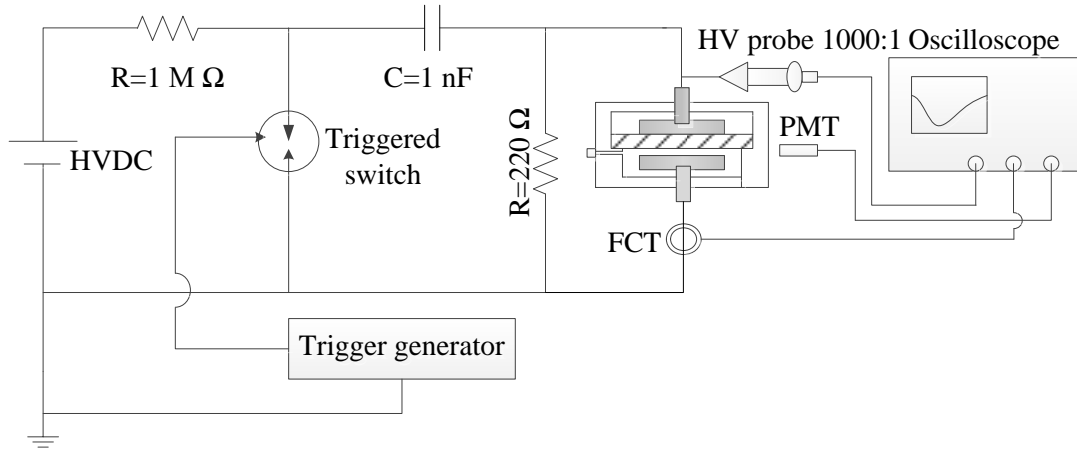 HV probe 1000:1 Oscilloscope
R=1 M Ω
C=1 nF
HVDC
Triggered
switch
R=220 Ω
PMT
FCT
Trigger generator